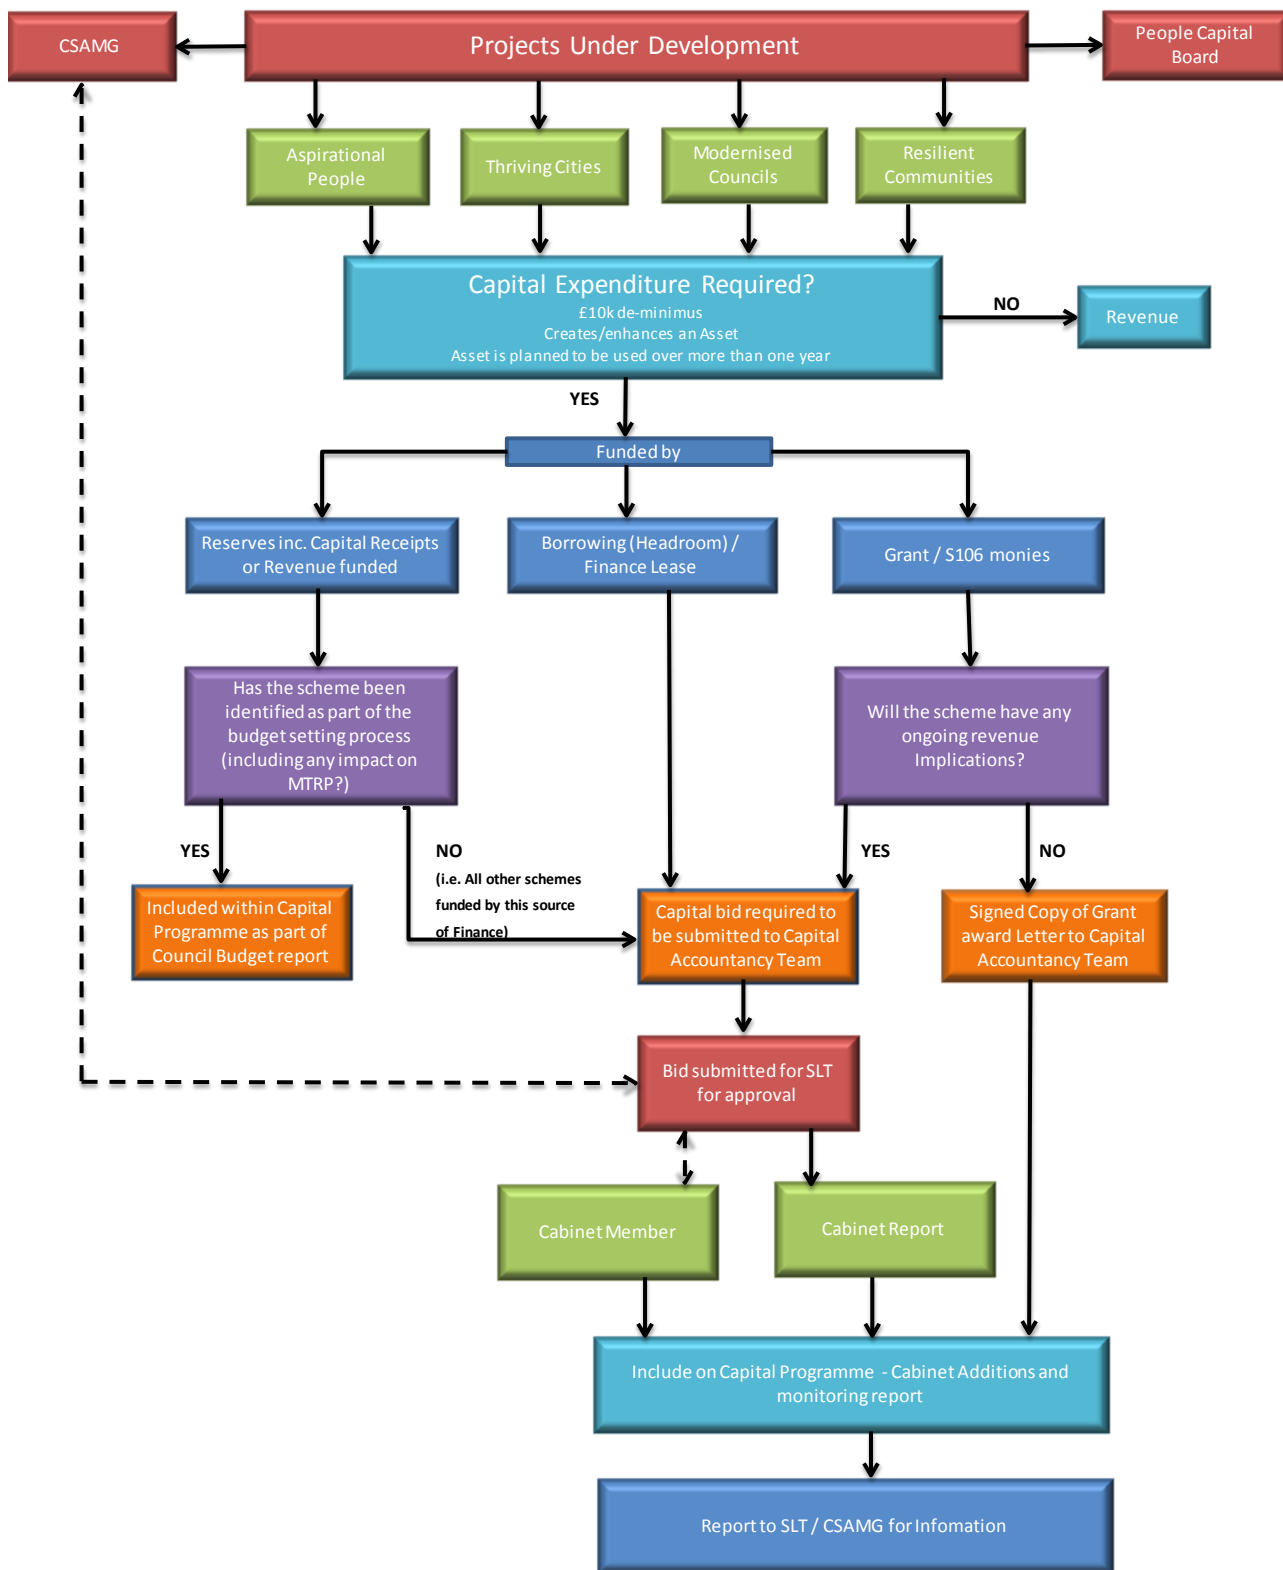 CSAMG
Projects Under Development
People Capital
Board
Aspirational
People
Thriving Cities
Modernised
Councils
Resilient
Communities
Capital Expenditure Required?
£10k de-minimus
Creates/enhances an Asset
Asset is planned to be used over more than one year
NO
Revenue
YES
Funded by
Reserves inc. Capital Receipts
or Revenue funded
Borrowing (Headroom) /
Finance Lease
Grant / S106 monies
Has the scheme been
identified as part of the
budget setting process
(including any impact on
MTRP?)
Will the scheme have any
ongoing revenue
Implications?
YES
NO
(i.e. All other schemes
funded by this source
of Finance)
YES
NO
Included within Capital
Programme as part of
Council Budget report
Capital bid required to
be submitted to Capital
Accountancy Team
Signed Copy of Grant
award Letter to Capital
Accountancy Team
Bid submitted for SLT
for approval
Cabinet Member
Cabinet Report
Include on Capital Programme - Cabinet Additions and
monitoring report
Report to SLT / CSAMG for Infomation